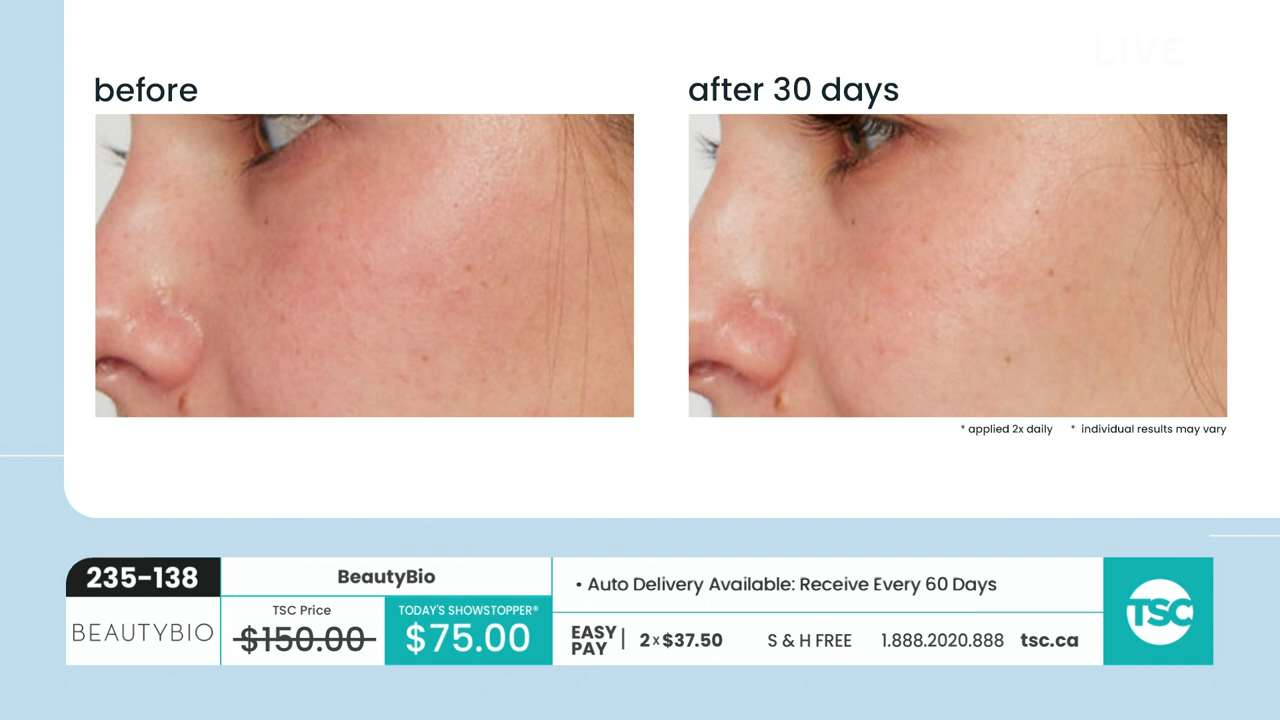 LIVE
before
after 30 days
* applied 2x daily * individual results may vary
235-138
BeautyBio
• Auto Delivery Available: Receive Every 60 Days
BEAUTYBIO
TSC Price
$150.00
TODAY'S SHOWSTOPPER®
$75.00
EASY PAY | 2x$37.50 S & H FREE 1.888.2020.888 tsc.ca
TSC